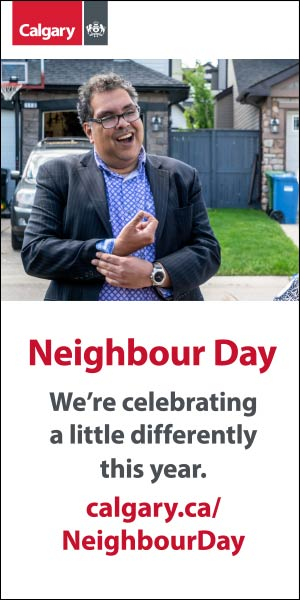 Calgary
Neighbour Day
We're celebrating
a little differently
this year.
calgary.ca/
NeighbourDay